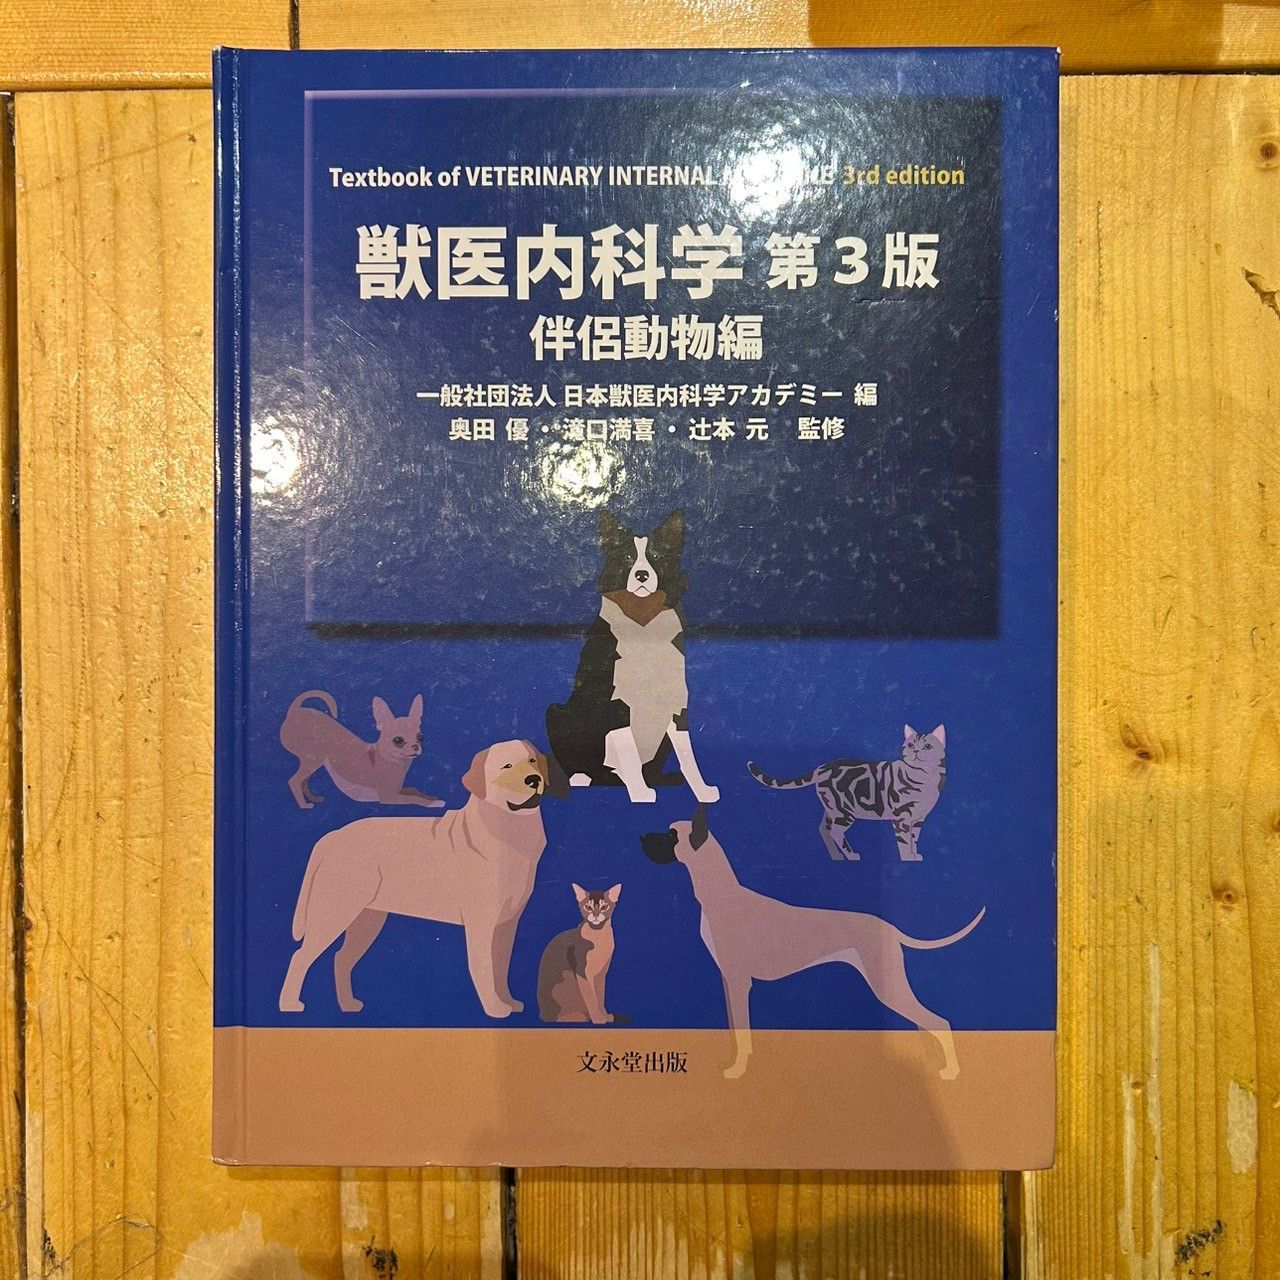 Textbook of VETERINARY INTERNAL MEDICINE 3rd edition
獣医内科学 第3版
伴侶動物編
一般社団法人 日本獣医内科学アカデミー 編
奥田 優・滝口満喜・辻本 元 監修
文永堂出版